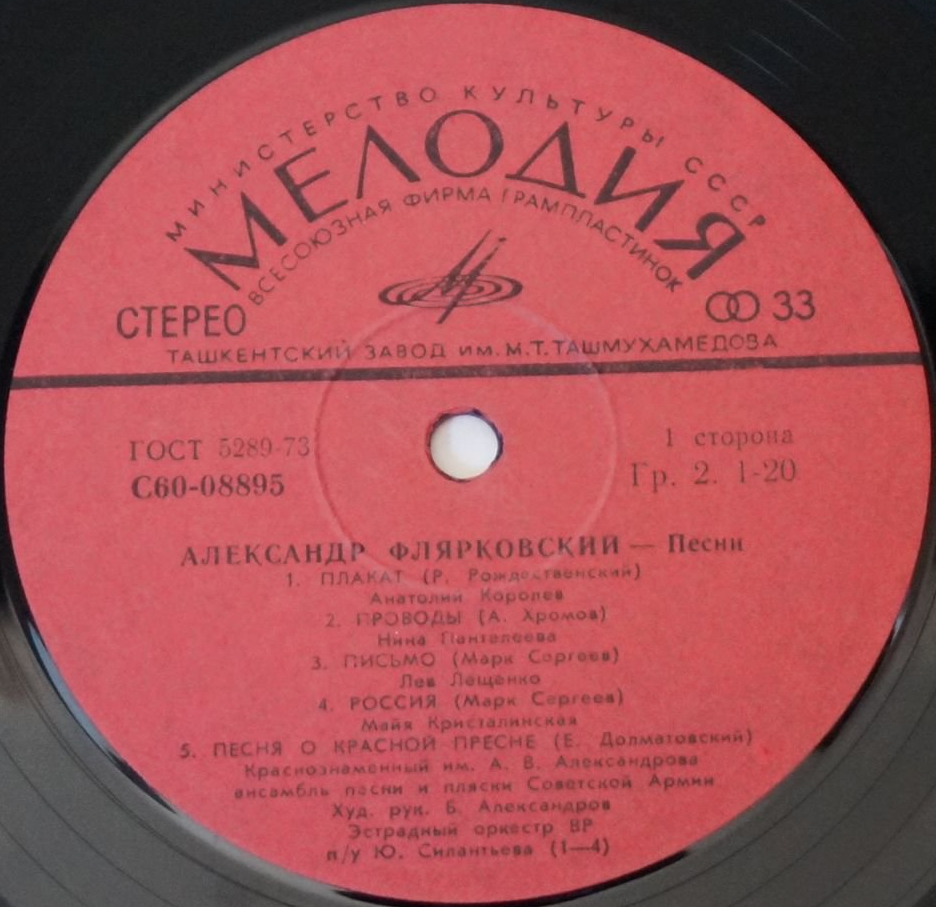 МИНИСТЕРСТВО КУЛЬТУРЫ СССР
МЕЛОДИЯ
ВСЕСОЮЗНАЯ ФИРМА ГРАМПЛАСТИНОК
СТЕРЕО
33
ТАШКЕНТСКИЙ ЗАВОД им. М.Т. ТАШМУХАМЕДОВА
ГОСТ 5289-73
1 сторона
С60-08895
Гр. 2. 1-20
АЛЕКСАНДР ФЛЯРКОВСКИЙ — Песни
1. ПЛАКАТ (Р. Рождественский)
Анатолий Королев
2. ПРОВОДЫ (А. Хромов)
Нина Пантелеева
3. ПИСЬМО (Марк Сергеев)
Лев Лещенко
4. РОССИЯ (Марк Сергеев)
Майя Кристалинская
5. ПЕСНЯ О КРАСНОЙ ПРЕСНЕ (Е. Долматовский)
Краснознаменный им. А. В. Александрова
ансамбль песни и пляски Советской Армии
Худ. рук. Б. Александров
Эстрадный оркестр ВР
п/у Ю. Силантьева (1—4)